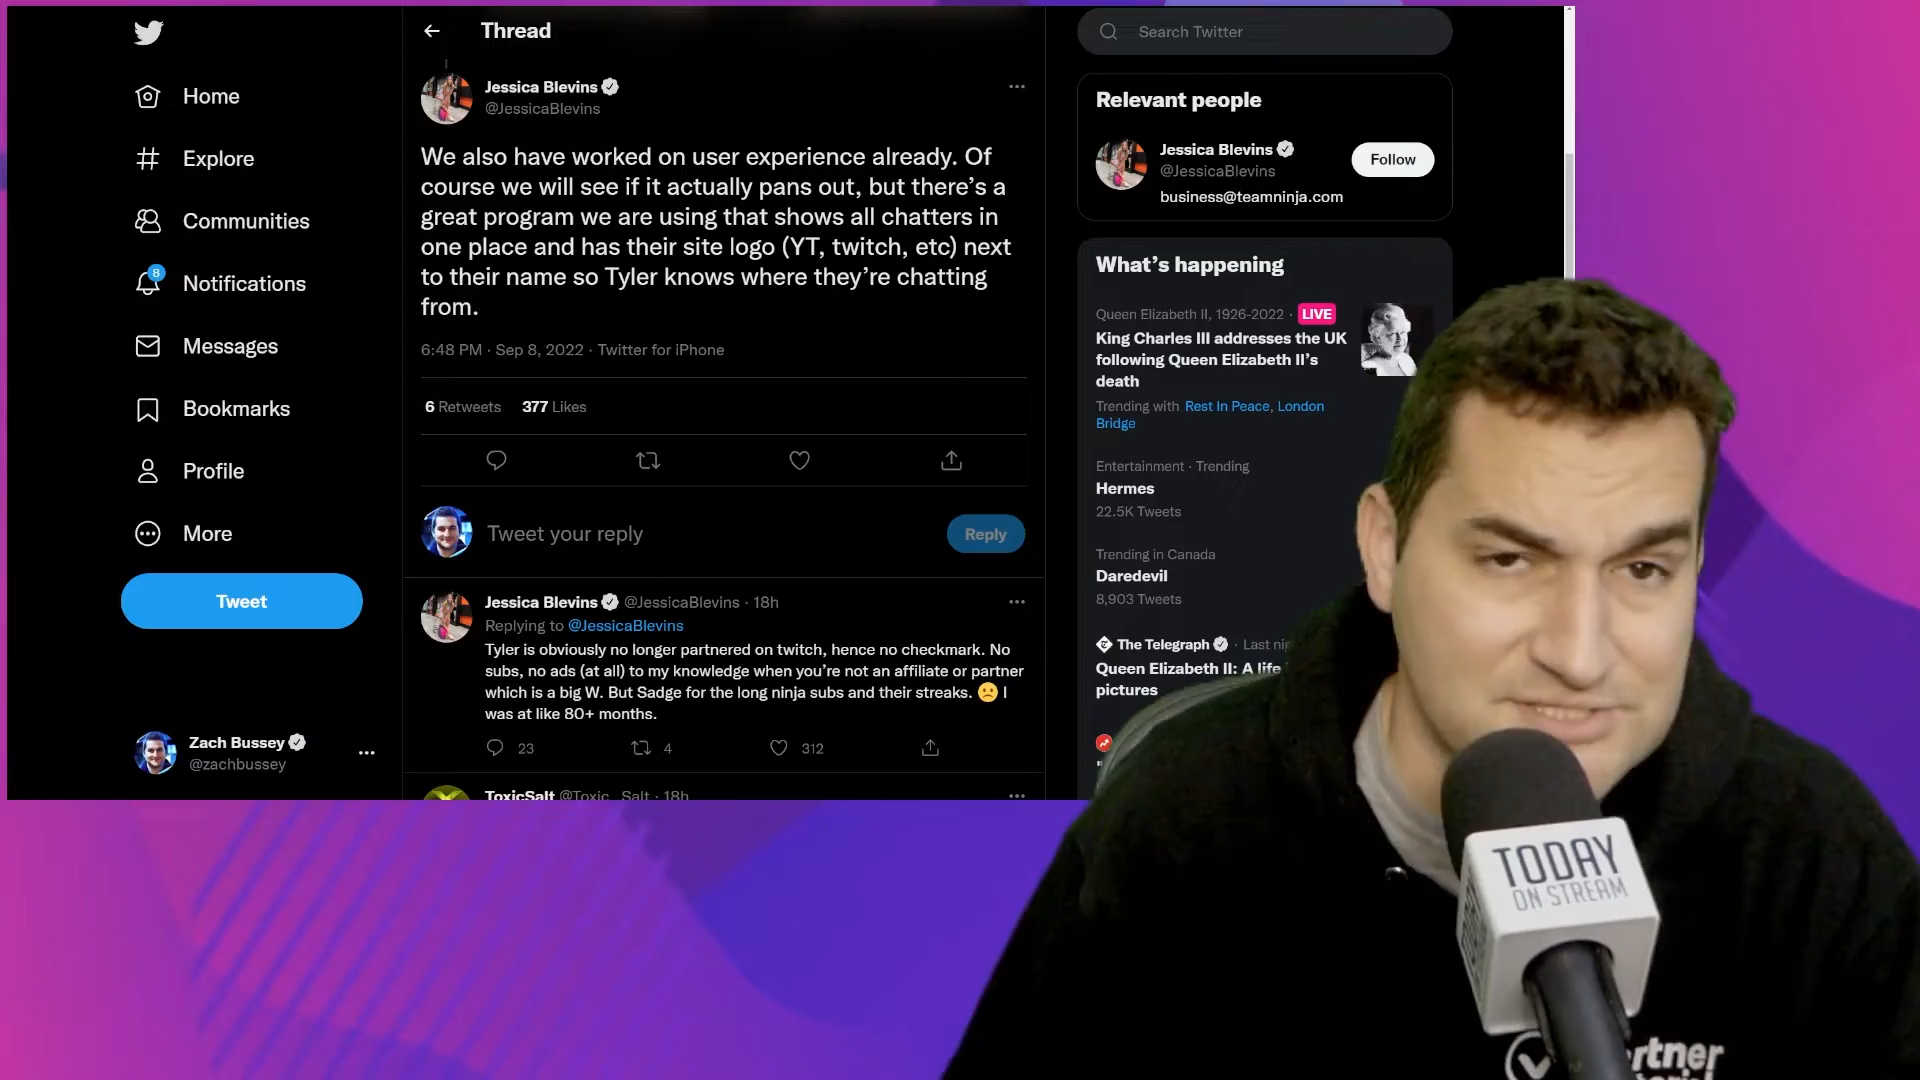 Home
Explore
Communities
8
Notifications
Messages
Bookmarks
Profile
More
Tweet
Zach Bussey
@zachbussey
Thread
Jessica Blevins
@JessicaBlevins
We also have worked on user experience already. Of
course we will see if it actually pans out, but there’s a
great program we are using that shows all chatters in
one place and has their site logo (YT, twitch, etc) next
to their name so Tyler knows where they’re chatting
from.
6:48 PM · Sep 8, 2022 · Twitter for iPhone
6 Retweets 377 Likes
Tweet your reply
Reply
Jessica Blevins @JessicaBlevins · 18h
Replying to @JessicaBlevins
Tyler is obviously no longer partnered on twitch, hence no checkmark. No
subs, no ads (at all) to my knowledge when you’re not an affiliate or partner
which is a big W. But Sadge for the long ninja subs and their streaks. 🙁 I
was at like 80+ months.
23 4 312
ToxicSalt @Toxic_Salt · 18h
Search Twitter
Relevant people
Jessica Blevins
@JessicaBlevins
Follow
business@teamninja.com
What’s happening
Queen Elizabeth II, 1926-2022 · LIVE
King Charles III addresses the UK
following Queen Elizabeth II’s
death
Trending with Rest In Peace, London
Bridge
Entertainment · Trending
Hermes
22.5K Tweets
Trending in Canada
Daredevil
8,903 Tweets
The Telegraph · Last
Queen Elizabeth II: A life
pictures
TODAY
ON STREAM